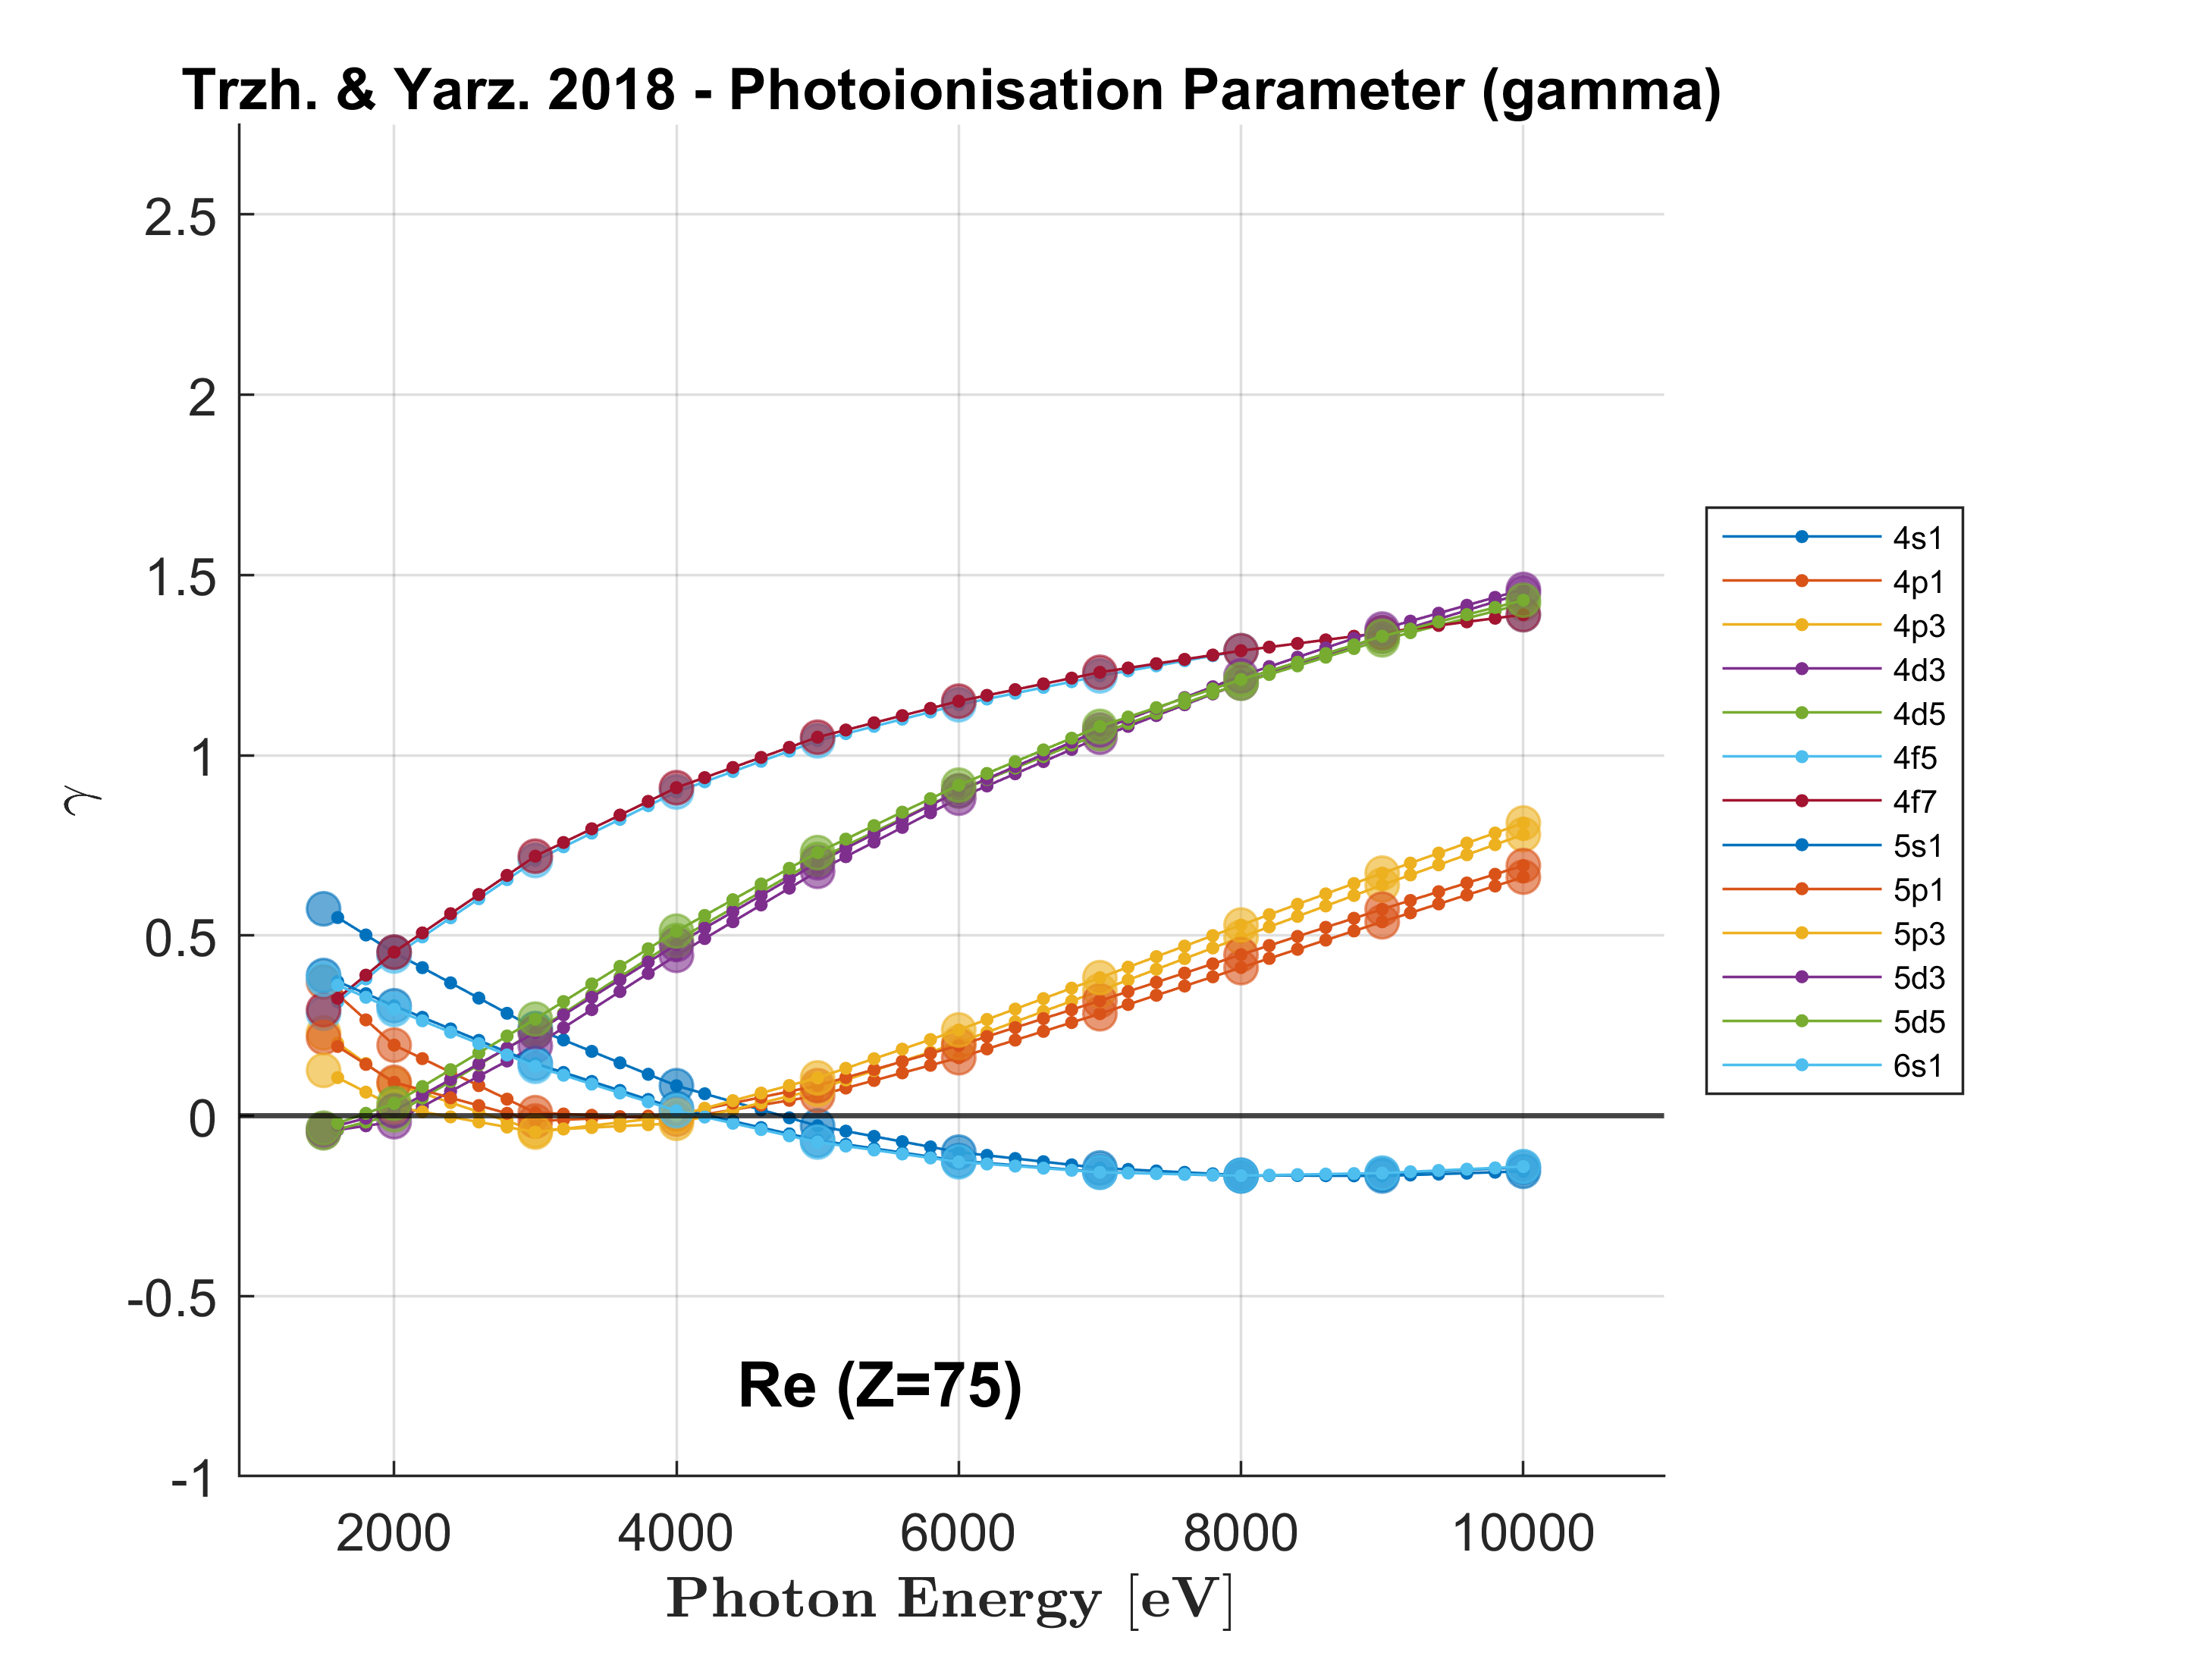 Trzh. & Yarz. 2018 - Photoionisation Parameter (gamma)
2.5
2
1.5
1
0.5
0
-0.5
-1
γ
4s1
4p1
4p3
4d3
4d5
4f5
4f7
5s1
5p1
5p3
5d3
5d5
6s1
Re (Z=75)
2000 4000 6000 8000 10000
Photon Energy [eV]